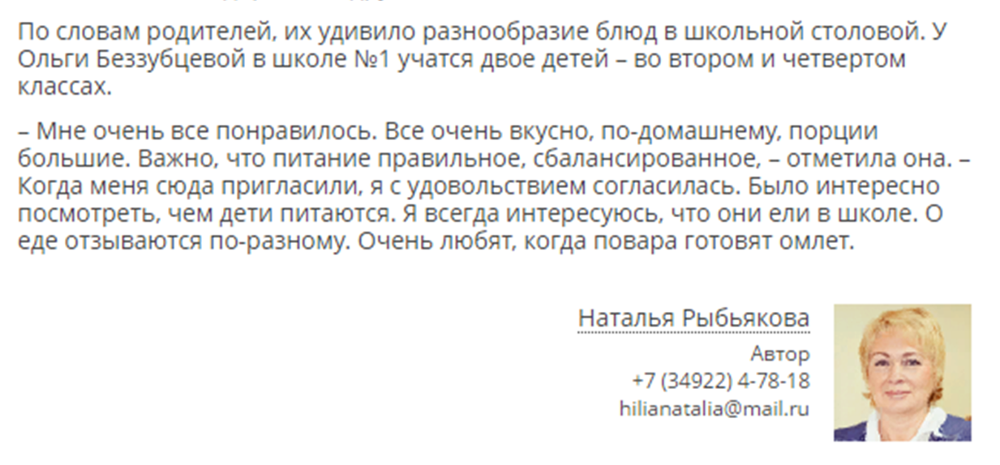 По словам родителей, их удивило разнообразие блюд в школьной столовой. У
Ольги Беззубцевой в школе №1 учатся двое детей – во втором и четвертом
классах.
– Мне очень все понравилось. Все очень вкусно, по-домашнему, порции
большие. Важно, что питание правильное, сбалансированное, – отметила она. –
Когда меня сюда пригласили, я с удовольствием согласилась. Было интересно
посмотреть, чем дети питаются. Я всегда интересуюсь, что они ели в школе. О
еде отзываются по-разному. Очень любят, когда повара готовят омлет.
Наталья Рыбьякова
Автор
+7 (34922) 4-78-18
hilianatalia@mail.ru